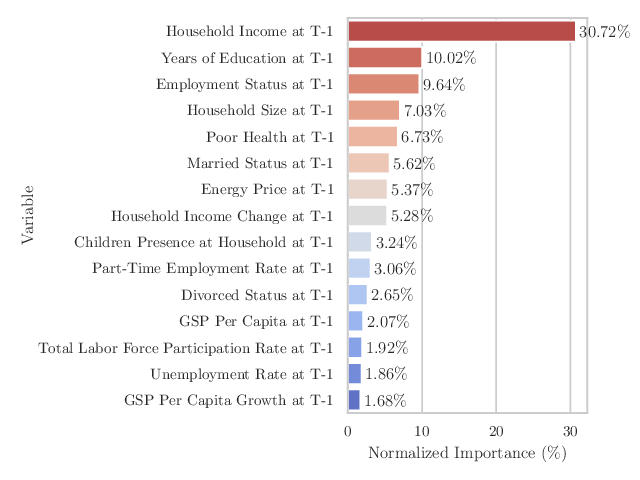 Household Income at T-1 30.72%
Years of Education at T-1 10.02%
Employment Status at T-1 9.64%
Household Size at T-1 7.03%
Poor Health at T-1 6.73%
Married Status at T-1 5.62%
Energy Price at T-1 5.37%
Household Income Change at T-1 5.28%
Children Presence at Household at T-1 3.24%
Part-Time Employment Rate at T-1 3.06%
Divorced Status at T-1 2.65%
GSP Per Capita at T-1 2.07%
Total Labor Force Participation Rate at T-1 1.92%
Unemployment Rate at T-1 1.86%
GSP Per Capita Growth at T-1 1.68%
Variable
0 10 20 30
Normalized Importance (%)